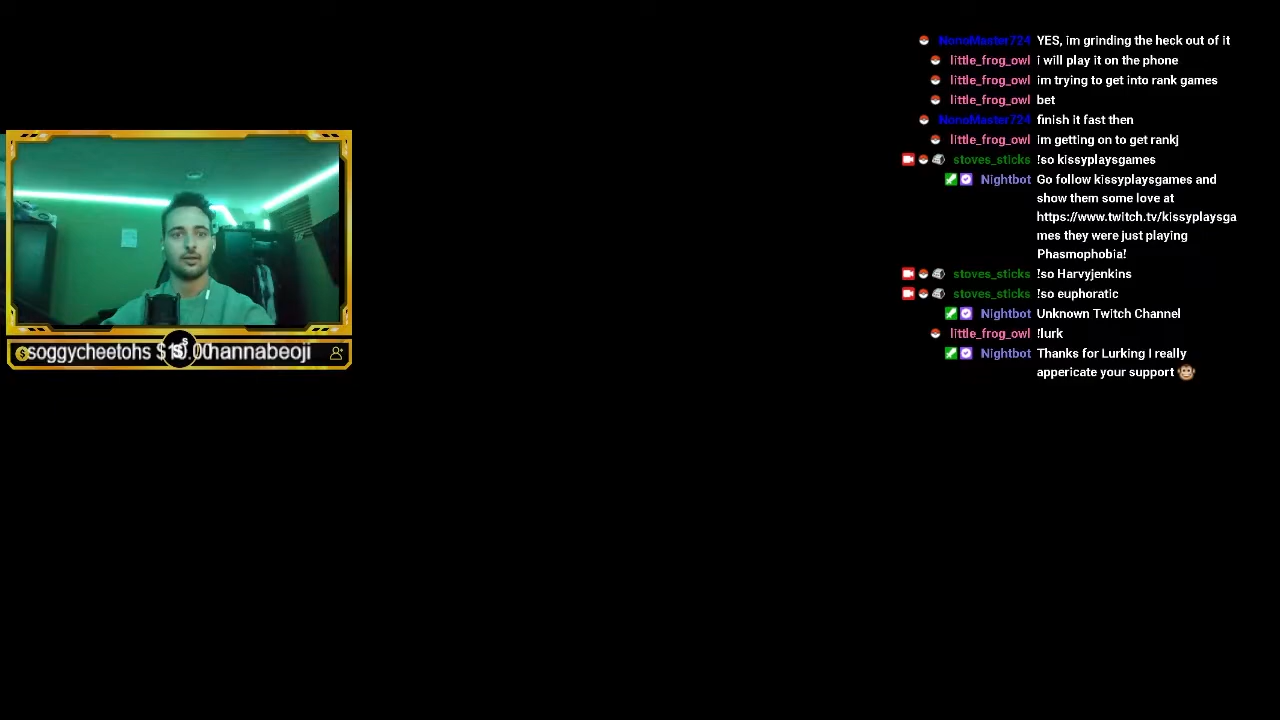 NonoMaster724 YES, im grinding the heck out of it
little_frog_owl i will play it on the phone
little_frog_owl im trying to get into rank games
little_frog_owl bet
NonoMaster724 finish it fast then
little_frog_owl im getting on to get rankj
stoves_sticks !so kissyplaysgames
Nightbot Go follow kissyplaysgames and
show them some love at
https://www.twitch.tv/kissyplaysga
mes they were just playing
Phasmophobia!
stoves_sticks !so Harvyjenkins
stoves_sticks !so euphoratic
Nightbot Unknown Twitch Channel
little_frog_owl !lurk
Nightbot Thanks for Lurking I really
appericate your support
soggycheetohs hannabeoji